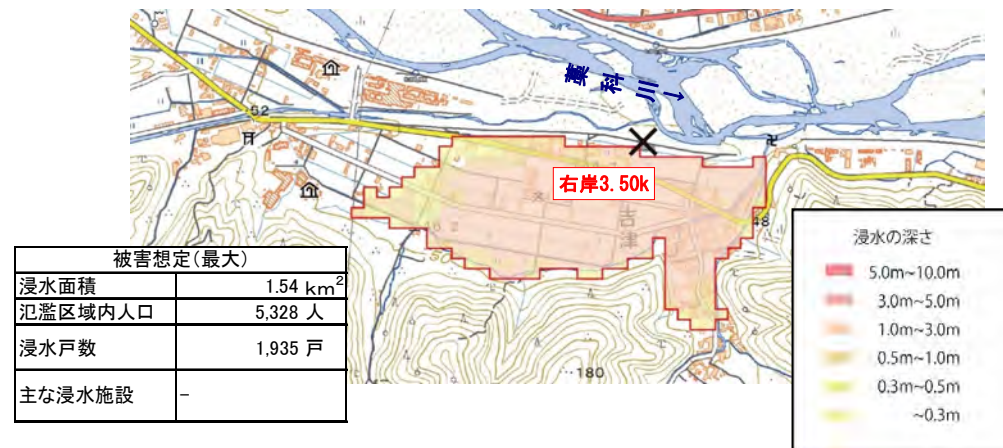 52
藁科川→
右岸3.50k
吉津
48
180
被害想定(最大)
浸水面積 1.54 km²
氾濫区域内人口 5,328 人
浸水戸数 1,935 戸
主な浸水施設 -
浸水の深さ
5.0m~10.0m
3.0m~5.0m
1.0m~3.0m
0.5m~1.0m
0.3m~0.5m
~0.3m